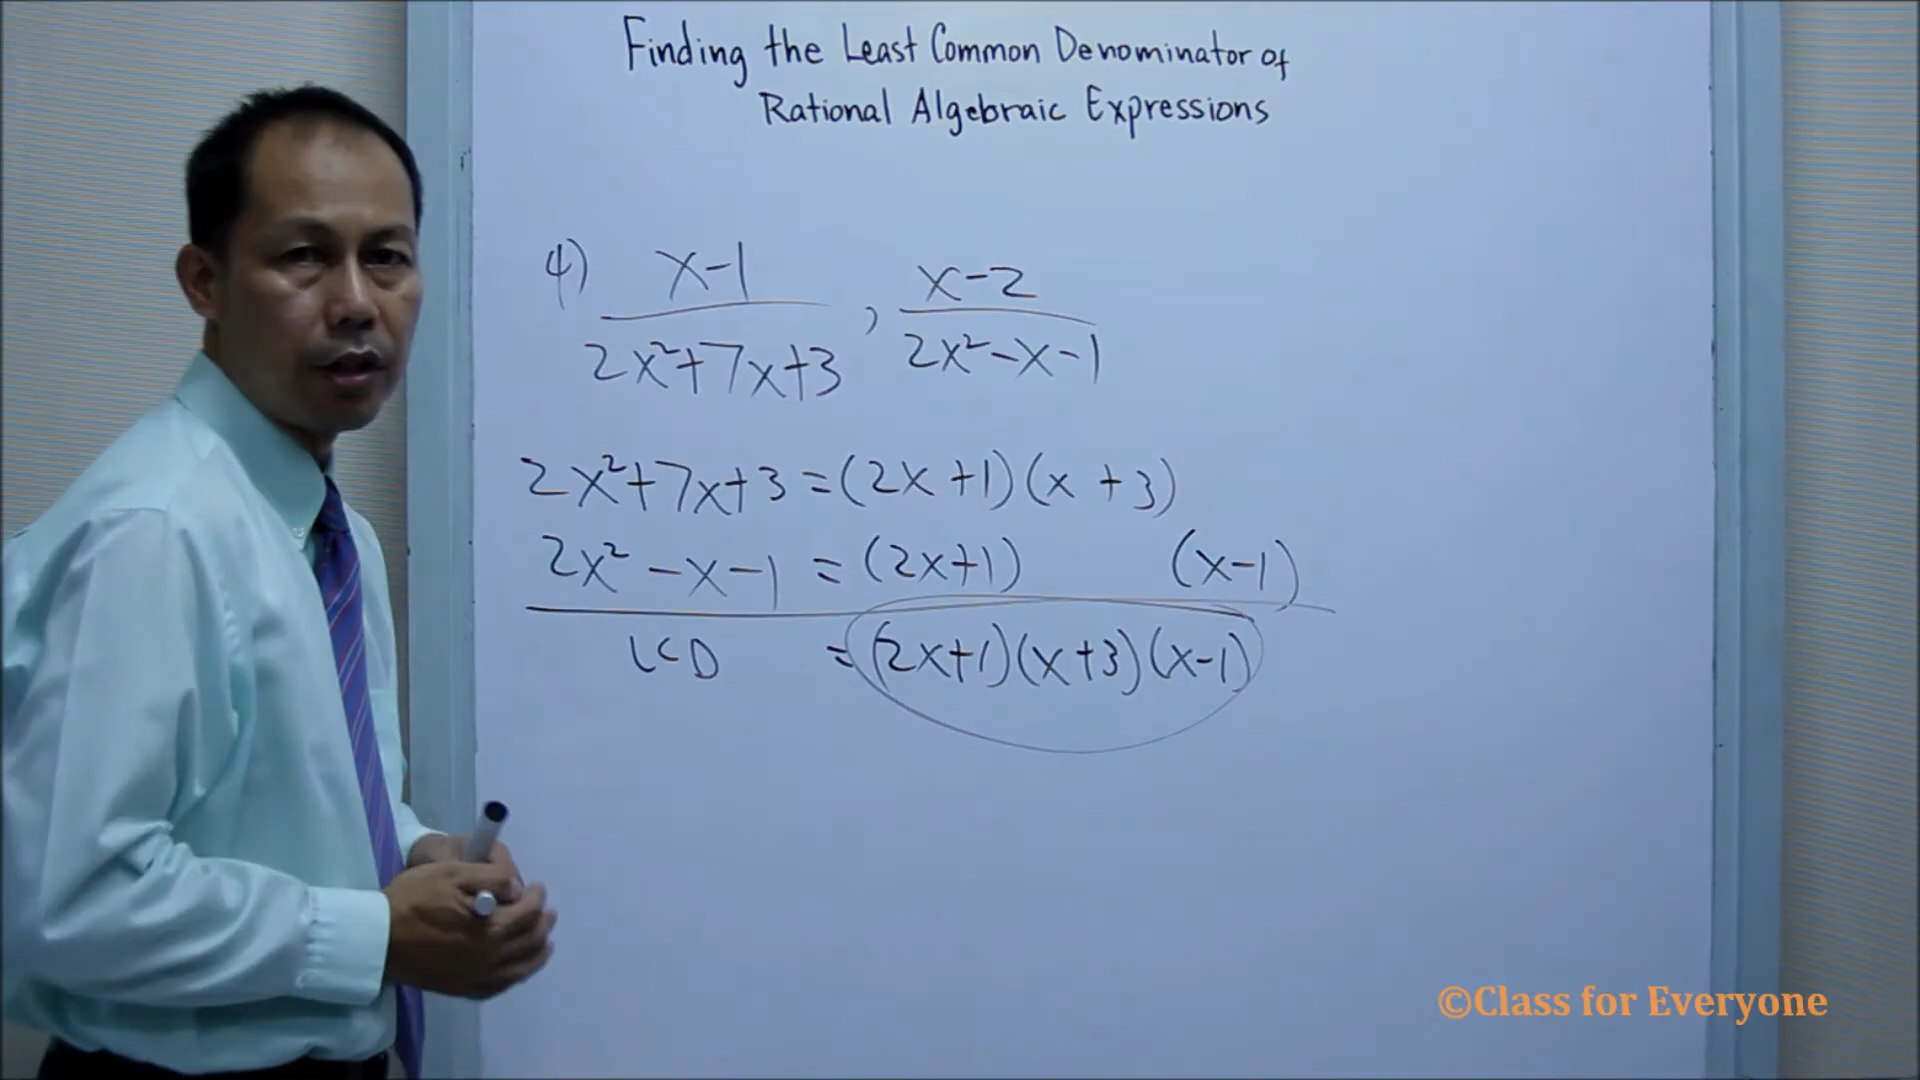 Finding the Least Common Denominator of
Rational Algebraic Expressions
4) x-1 , x-2
2x²+7x+3 2x²-x-1
2x²+7x+3=(2x+1)(x+3)
2x²-x-1=(2x+1) (x-1)
LCD =(2x+1)(x+3)(x-1)
©Class for Everyone